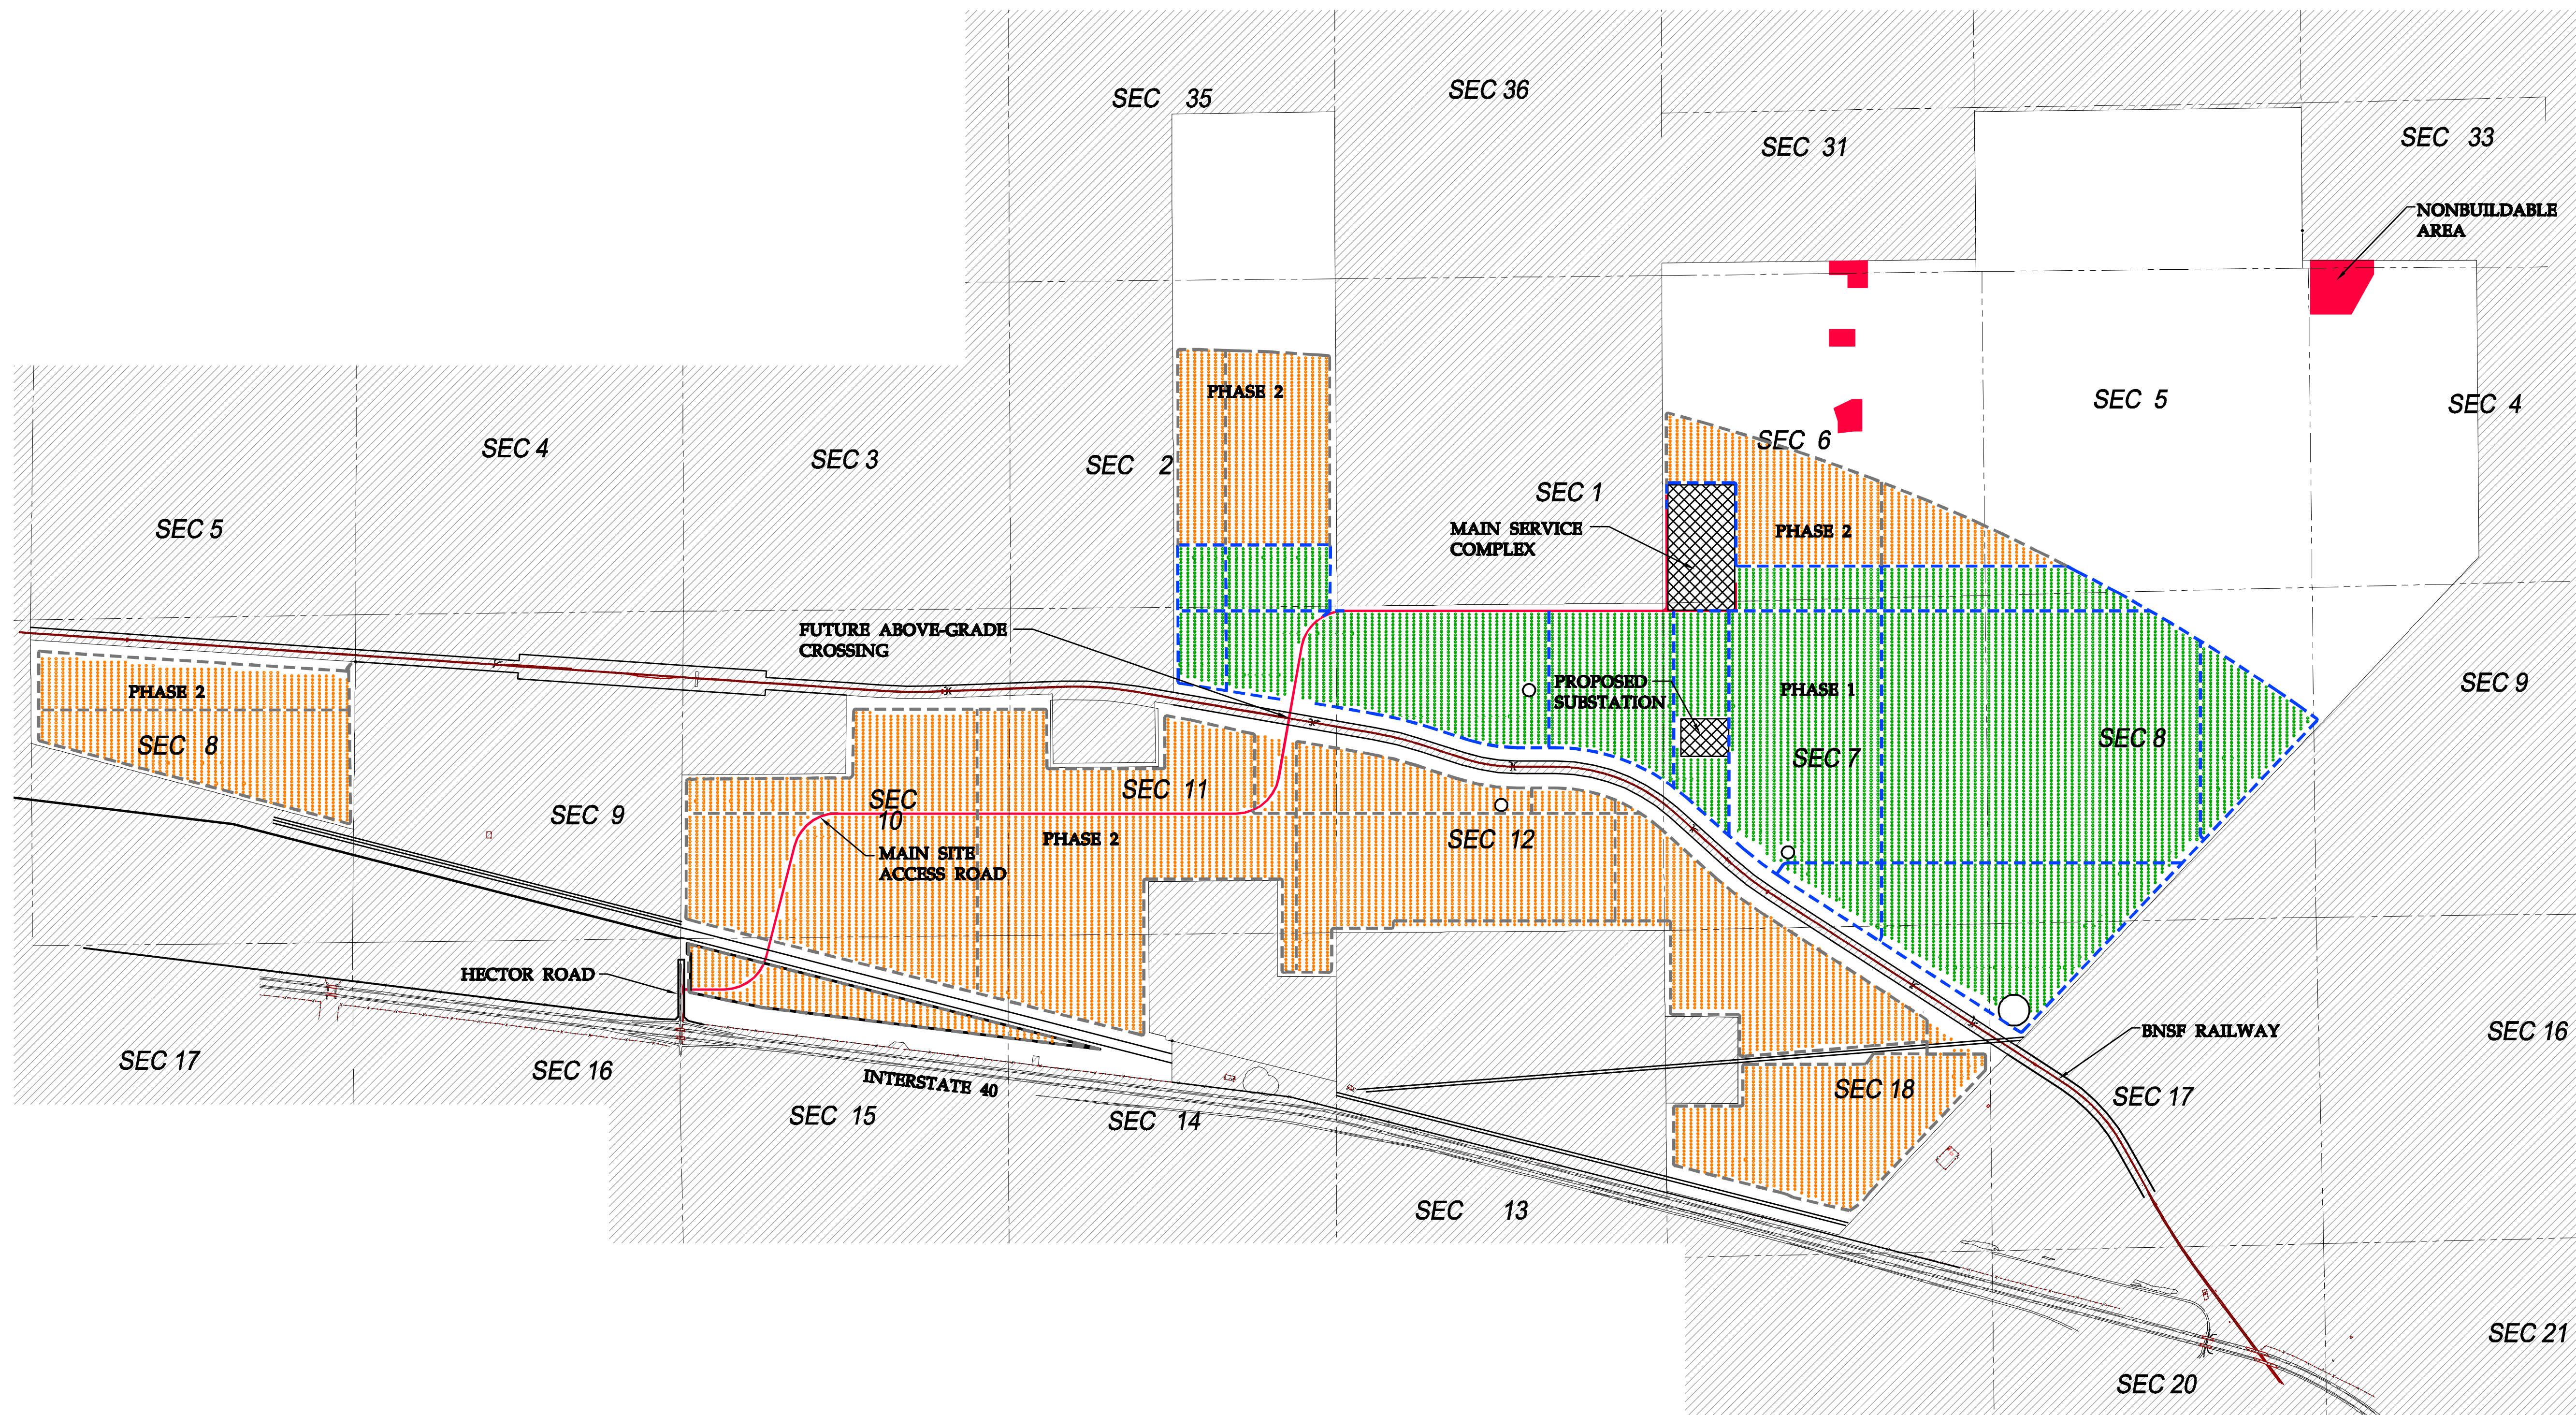 SEC 35
SEC 36
SEC 31
SEC 33
NONBUILDABLE
AREA
PHASE 2
SEC 5
SEC 4
SEC 6
SEC 4
SEC 3
SEC 2
SEC 1
SEC 5
MAIN SERVICE
COMPLEX
PHASE 2
FUTURE ABOVE-GRADE
CROSSING
PHASE 2
PROPOSED
SUBSTATION
PHASE 1
SEC 9
SEC 8
SEC 8
SEC 7
SEC 11
SEC
10
SEC 9
PHASE 2
SEC 12
MAIN SITE
ACCESS ROAD
HECTOR ROAD
BNSF RAILWAY
SEC 16
SEC 17
SEC 16
INTERSTATE 40
SEC 18
SEC 17
SEC 15
SEC 14
SEC 13
SEC 21
SEC 20